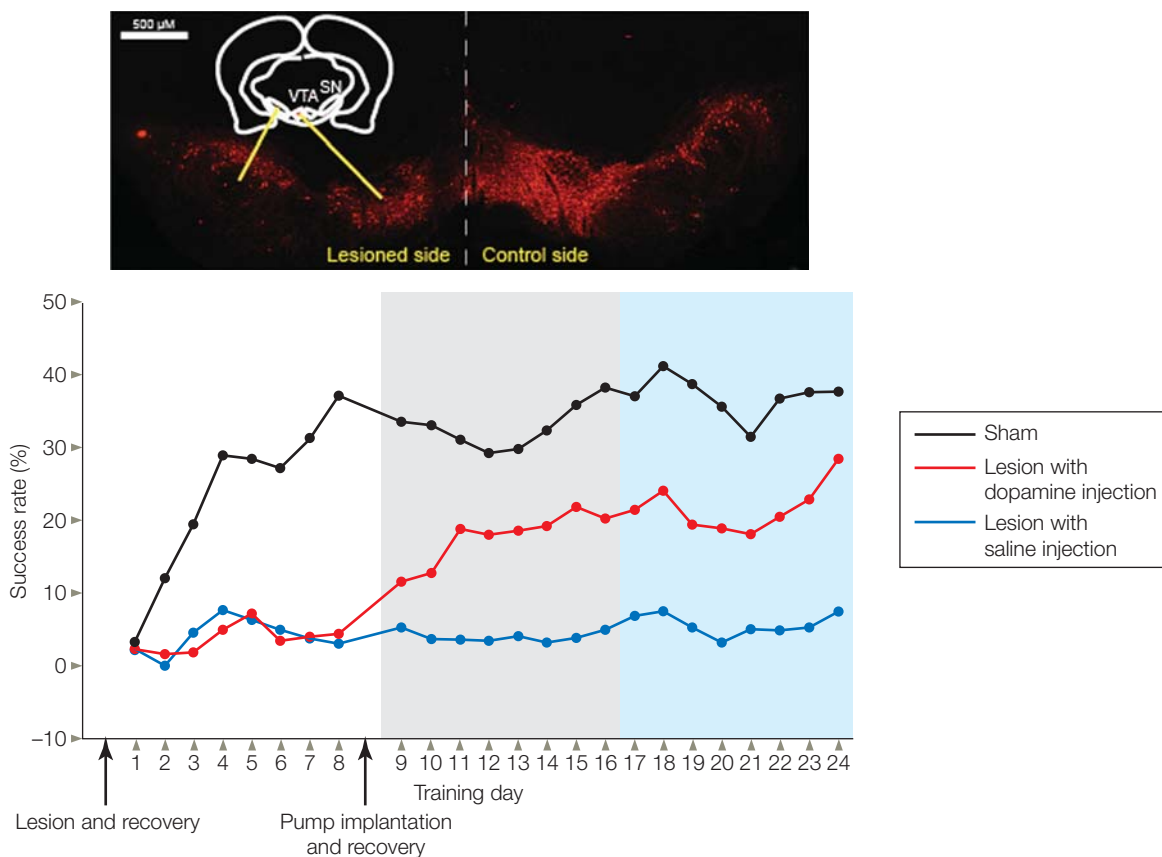 500 µM
VTA SN
Lesioned side
Control side
50
40
30
20
10
0
–10
Success rate (%)
1 2 3 4 5 6 7 8 9 10 11 12 13 14 15 16 17 18 19 20 21 22 23 24
Training day
Lesion and recovery
Pump implantation
and recovery
Sham
Lesion with
dopamine injection
Lesion with
saline injection